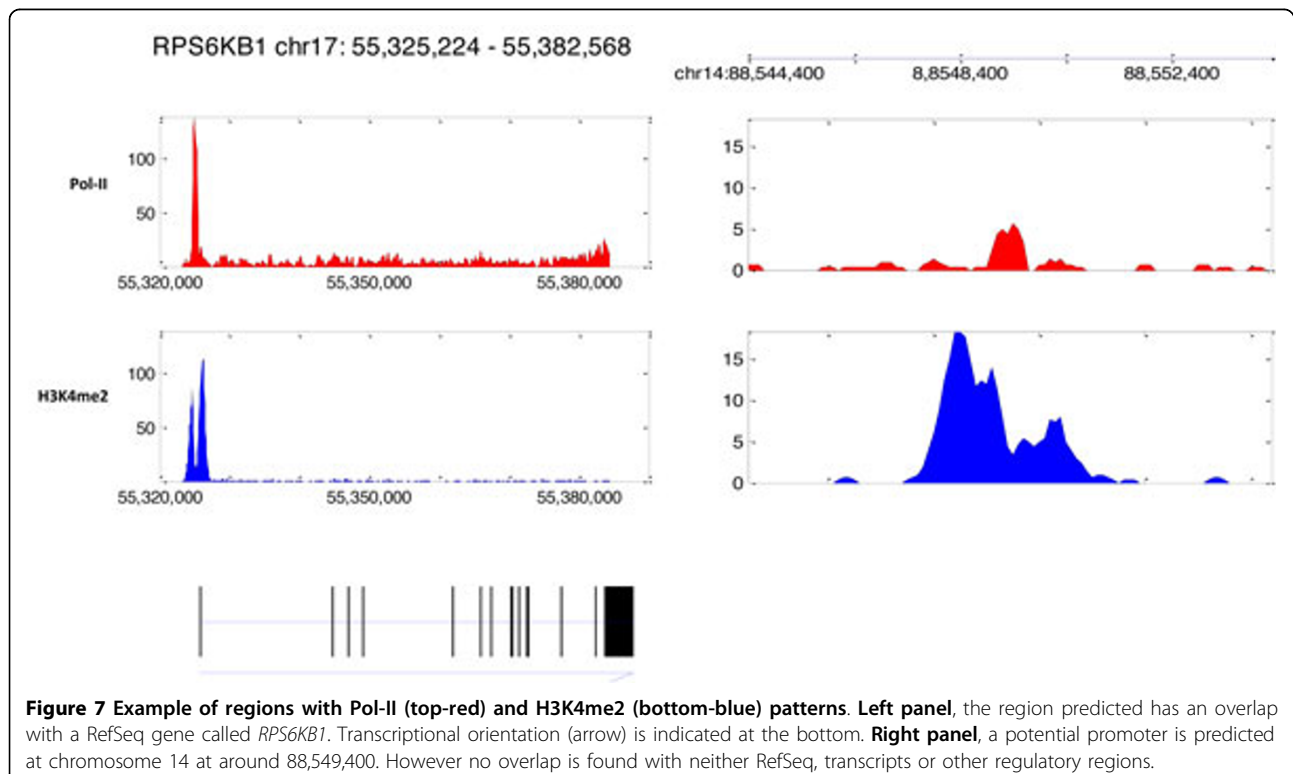 RPS6KB1 chr17: 55,325,224 - 55,382,568
chr14:88,544,400 8,8548,400 88,552,400
Pol-II
100
50
55,320,000 55,350,000 55,380,000
15
10
5
0
H3K4me2
100
50
55,320,000 55,350,000 55,380,000
15
10
5
0
Figure 7 Example of regions with Pol-II (top-red) and H3K4me2 (bottom-blue) patterns. Left panel, the region predicted has an overlap
with a RefSeq gene called RPS6KB1. Transcriptional orientation (arrow) is indicated at the bottom. Right panel, a potential promoter is predicted
at chromosome 14 at around 88,549,400. However no overlap is found with neither RefSeq, transcripts or other regulatory regions.